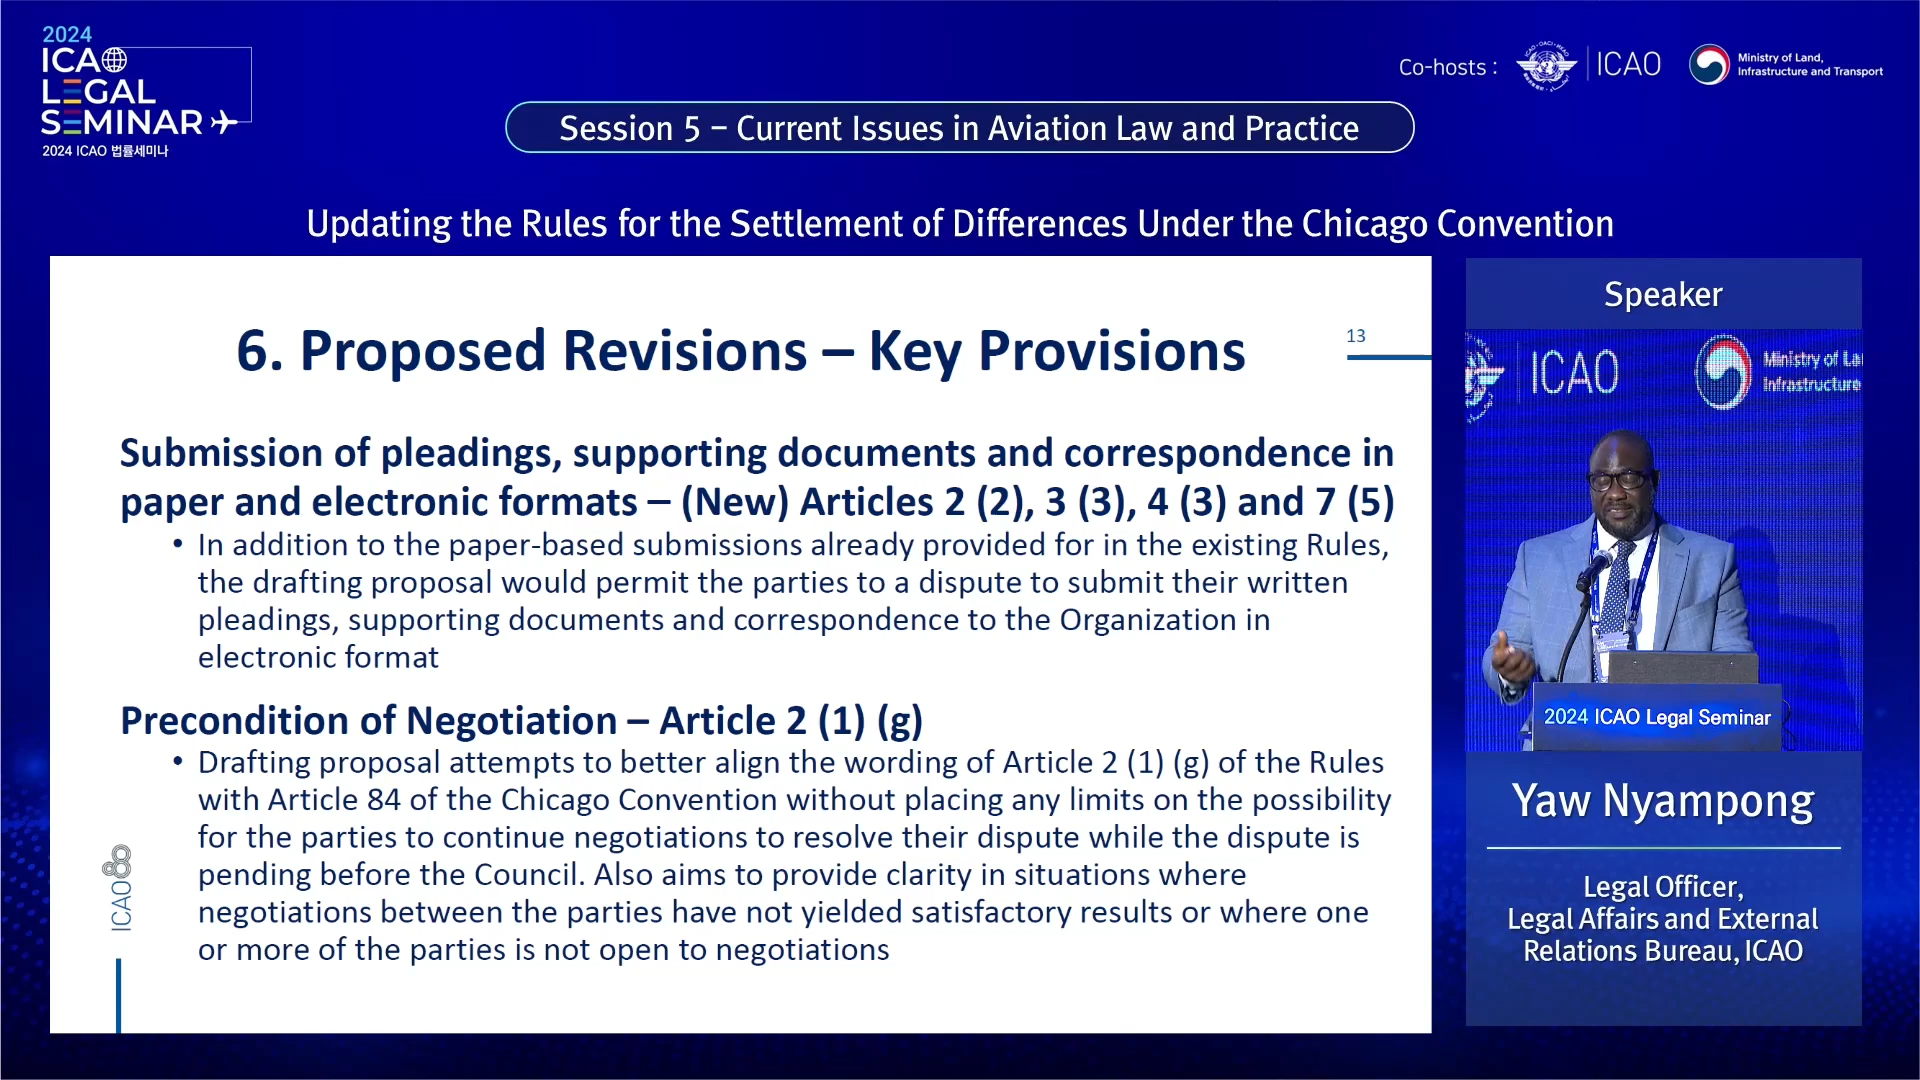 2024
ICAO
LEGAL
SEMINAR
2024 ICAO 법률세미나
Co-hosts :
ICAO
Ministry of Land,
Infrastructure and Transport
Session 5 – Current Issues in Aviation Law and Practice
Updating the Rules for the Settlement of Differences Under the Chicago Convention
6. Proposed Revisions – Key Provisions
13
Submission of pleadings, supporting documents and correspondence in
paper and electronic formats – (New) Articles 2 (2), 3 (3), 4 (3) and 7 (5)
• In addition to the paper-based submissions already provided for in the existing Rules,
the drafting proposal would permit the parties to a dispute to submit their written
pleadings, supporting documents and correspondence to the Organization in
electronic format
Precondition of Negotiation – Article 2 (1) (g)
• Drafting proposal attempts to better align the wording of Article 2 (1) (g) of the Rules
with Article 84 of the Chicago Convention without placing any limits on the possibility
for the parties to continue negotiations to resolve their dispute while the dispute is
pending before the Council. Also aims to provide clarity in situations where
negotiations between the parties have not yielded satisfactory results or where one
or more of the parties is not open to negotiations
ICAO80
Speaker
ICAO
Ministry of La
Infrastructure
2024 ICAO Legal Seminar
Yaw Nyampong
Legal Officer,
Legal Affairs and External
Relations Bureau, ICAO